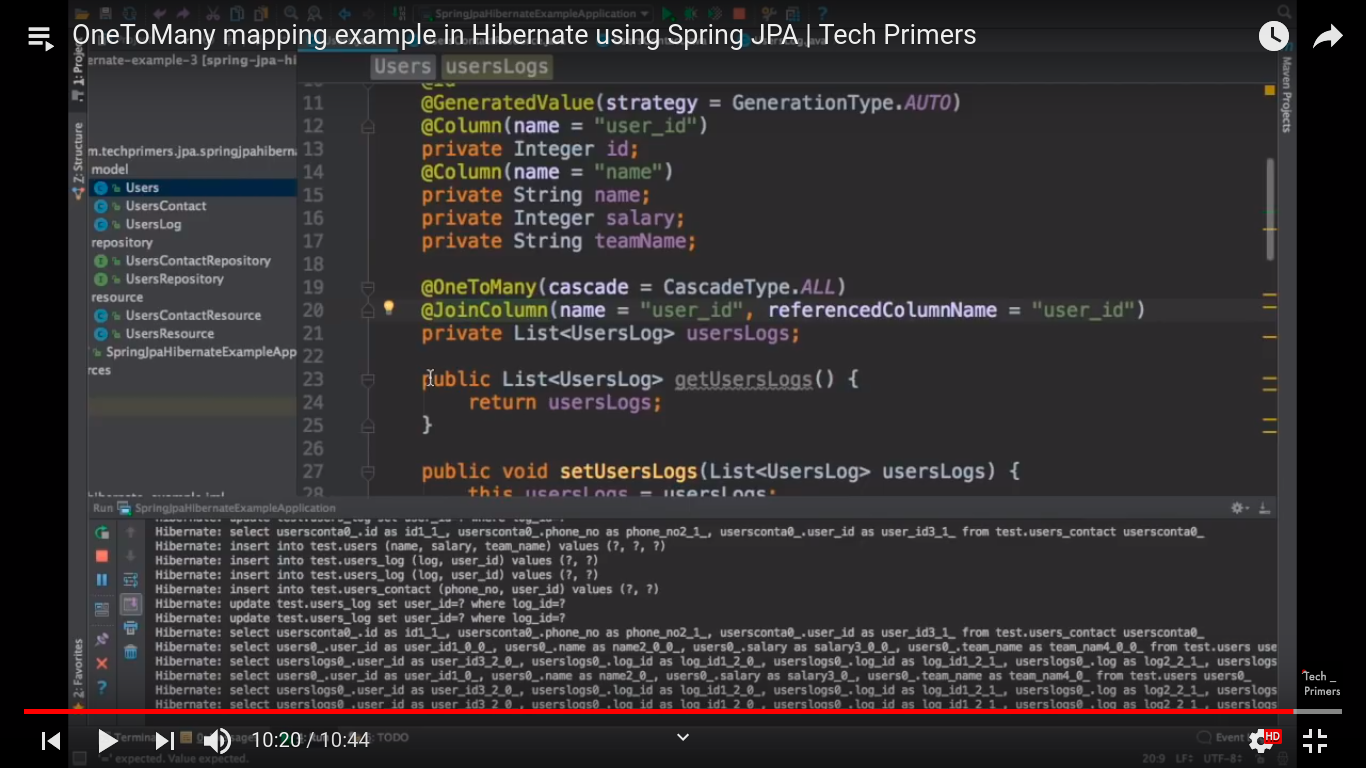 OneToMany mapping example in Hibernate using Spring JPA | Tech Primers
SpringJpaHibernateExampleApplication
ernate-example-3 [spring-jpa-hi
Users usersLogs
1: Project
Z: Structure
2: Favorites
Maven Projects
m.techprimers.jpa.springjpahiberna
model
Users
UsersContact
UsersLog
repository
UsersContactRepository
UsersRepository
resource
UsersContactResource
UsersResource
SpringJpaHibernateExampleApp
rces
hibernate-example.iml
11 @GeneratedValue(strategy = GenerationType.AUTO)
12 @Column(name = "user_id")
13 private Integer id;
14 @Column(name = "name")
15 private String name;
16 private Integer salary;
17 private String teamName;
18
19 @OneToMany(cascade = CascadeType.ALL)
20 @JoinColumn(name = "user_id", referencedColumnName = "user_id")
21 private List<UsersLog> usersLogs;
22
23 public List<UsersLog> getUsersLogs() {
24 return usersLogs;
25 }
26
27 public void setUsersLogs(List<UsersLog> usersLogs) {
28 this.usersLogs = usersLogs;
Run SpringJpaHibernateExampleApplication
Hibernate: update test.users_log set user_id=? where log_id=?
Hibernate: select usersconta0_.id as id1_1_, usersconta0_.phone_no as phone_no2_1_, usersconta0_.user_id as user_id3_1_ from test.users_contact usersconta0_
Hibernate: insert into test.users (name, salary, team_name) values (?, ?, ?)
Hibernate: insert into test.users_log (log, user_id) values (?, ?)
Hibernate: insert into test.users_log (log, user_id) values (?, ?)
Hibernate: insert into test.users_contact (phone_no, user_id) values (?, ?)
Hibernate: update test.users_log set user_id=? where log_id=?
Hibernate: update test.users_log set user_id=? where log_id=?
Hibernate: select usersconta0_.id as id1_1_, usersconta0_.phone_no as phone_no2_1_, usersconta0_.user_id as user_id3_1_ from test.users_contact usersconta0_
Hibernate: select users0_.user_id as user_id1_0_0_, users0_.name as name2_0_0_, users0_.salary as salary3_0_0_, users0_.team_name as team_nam4_0_0_ from test.users use
Hibernate: select userslogs0_.user_id as user_id3_2_0_, userslogs0_.log_id as log_id1_2_0_, userslogs0_.log_id as log_id1_2_1_, userslogs0_.log as log2_2_1_, userslogs
Hibernate: select users0_.user_id as user_id1_0_, users0_.name as name2_0_, users0_.salary as salary3_0_, users0_.team_name as team_nam4_0_ from test.users users0_
Hibernate: select userslogs0_.user_id as user_id3_2_0_, userslogs0_.log_id as log_id1_2_0_, userslogs0_.log_id as log_id1_2_1_, userslogs0_.log as log2_2_1_, userslogs
Hibernate: select userslogs0_.user_id as user_id3_2_0_, userslogs0_.log_id as log_id1_2_0_, userslogs0_.log_id as log_id1_2_1_, userslogs0_.log as log2_2_1_, userslogs
Tech _
Primers
10:20 / 10:44
Termina
TODO
Event
HD
'=' expected. Value expected.
20:9 LF÷ UTF-8÷